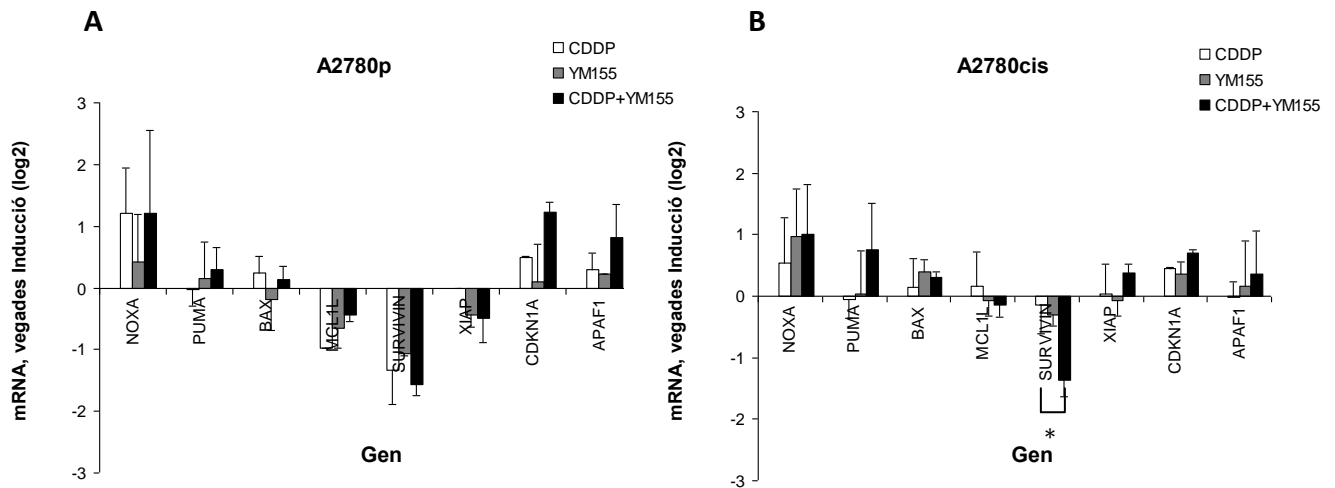 A
CDDP
YM155
CDDP+YM155
A2780p
mRNA, vegades Inducció (log2)
3
2
1
0
-1
-2
-3
NOXA
PUMA
BAX
MCL1L
SURVIVIN
XIAP
CDKN1A
APAF1
Gen
B
CDDP
YM155
CDDP+YM155
A2780cis
mRNA, vegades Inducció (log2)
3
2
1
0
-1
-2
-3
NOXA
PUMA
BAX
MCL1L
SURVIVIN
XIAP
CDKN1A
APAF1
*
Gen